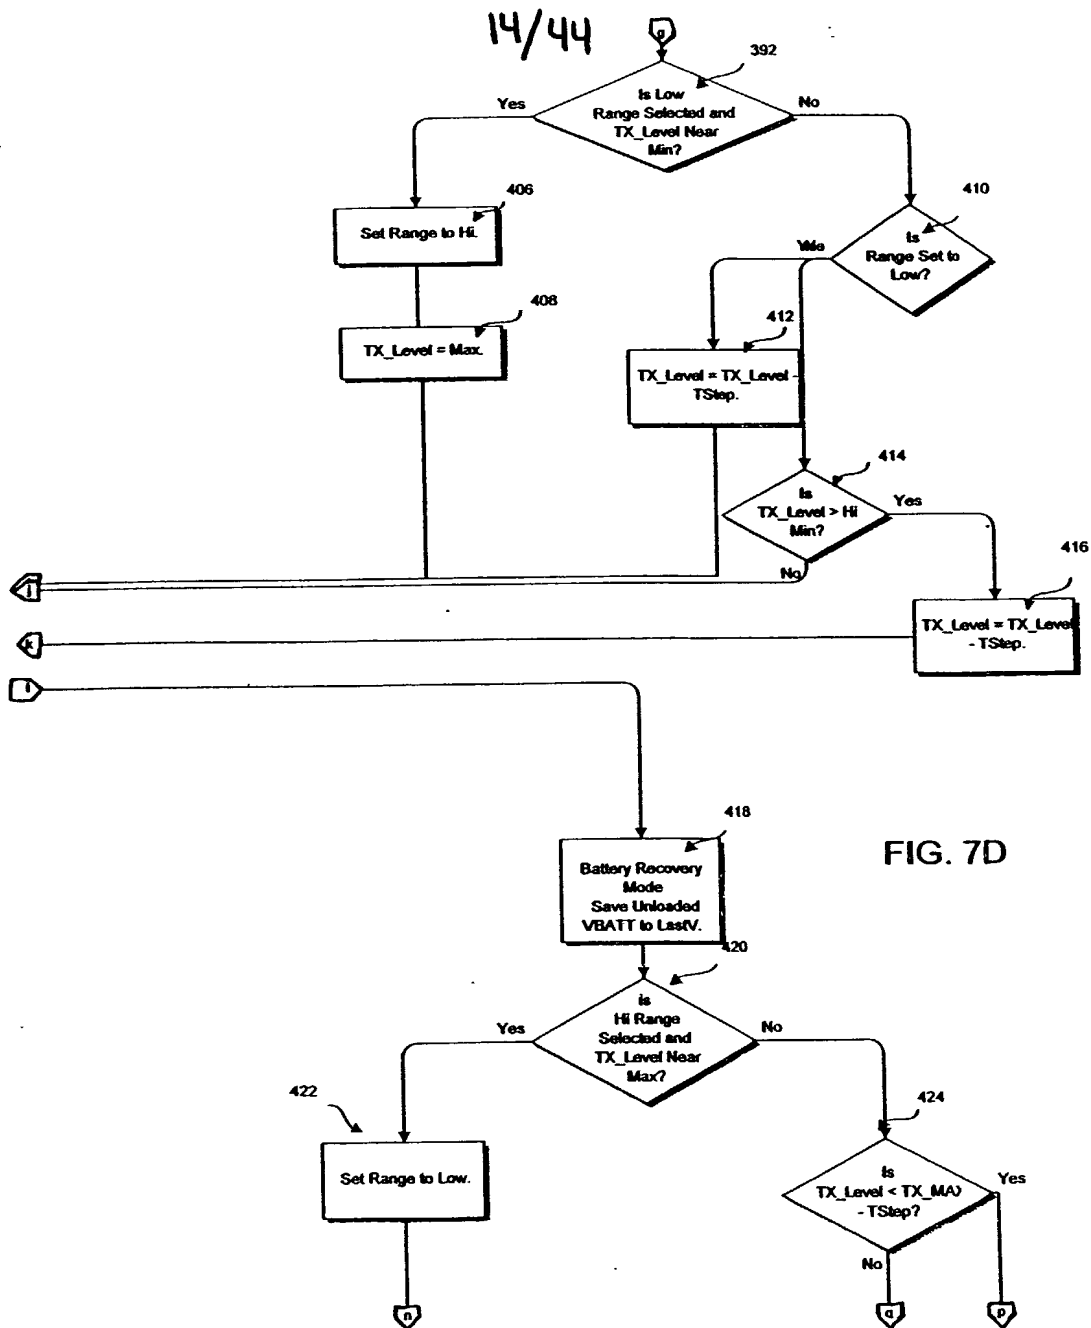 14/44
g
392
Is Low
Range Selected and
TX_Level Near
Min?
Yes
No
406
Set Range to Hi.
410
Is
Range Set to
Low?
408
TX_Level = Max.
412
TX_Level = TX_Level -
TStep.
414
Is
TX_Level > Hi
Min?
Yes
No
416
TX_Level = TX_Level
- TStep.
j
k
418
Battery Recovery
Mode
Save Unloaded
VBATT to LastV.
FIG. 7D
420
is
Hi Range
Selected and
TX_Level Near
Max?
Yes
No
422
Set Range to Low.
424
Is
TX_Level < TX_MAX
- TStep?
Yes
No
n
q
p